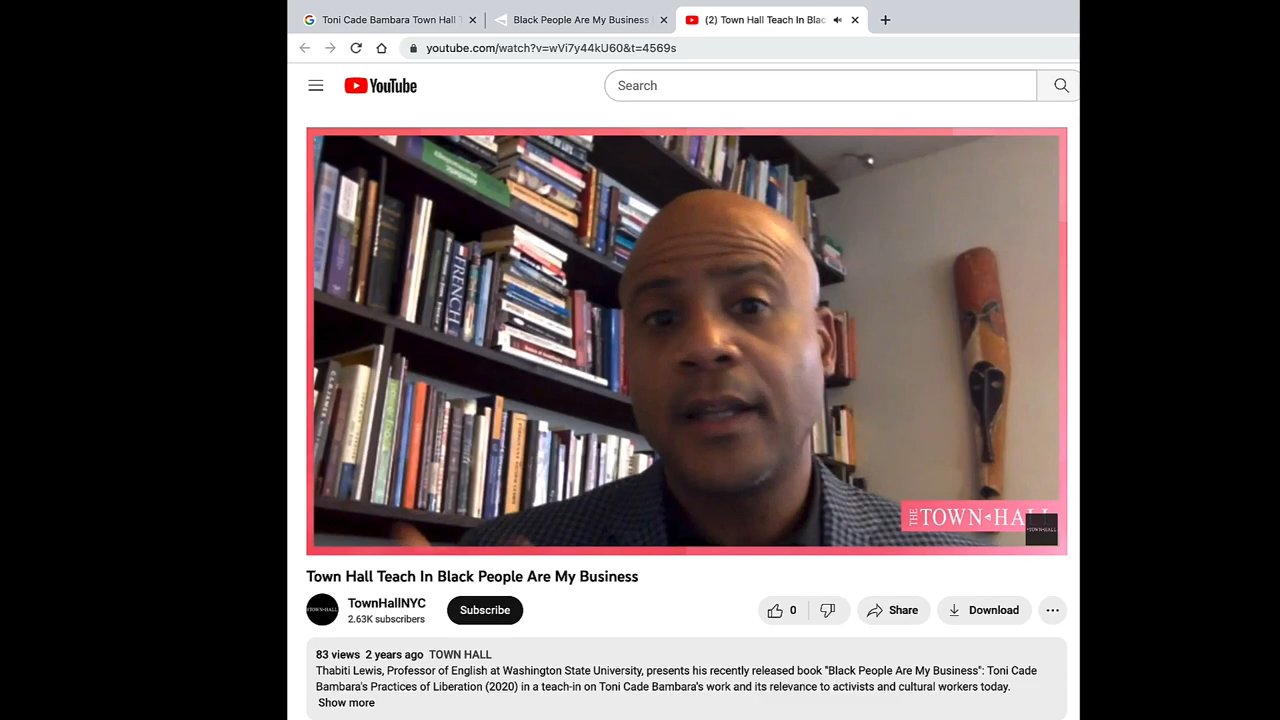 Toni Cade Bambara Town Hall
Black People Are My Business
(2) Town Hall Teach In Blac
youtube.com/watch?v=wVi7y44kU60&t=4569s
YouTube
Search
FRENCH
THE TOWN HALL
TOWN HALL
Town Hall Teach In Black People Are My Business
TOWN HALL
TownHallNYC
2.63K subscribers
Subscribe
0
Share
Download
83 views 2 years ago TOWN HALL
Thabiti Lewis, Professor of English at Washington State University, presents his recently released book "Black People Are My Business": Toni Cade
Bambara's Practices of Liberation (2020) in a teach-in on Toni Cade Bambara's work and its relevance to activists and cultural workers today.
Show more